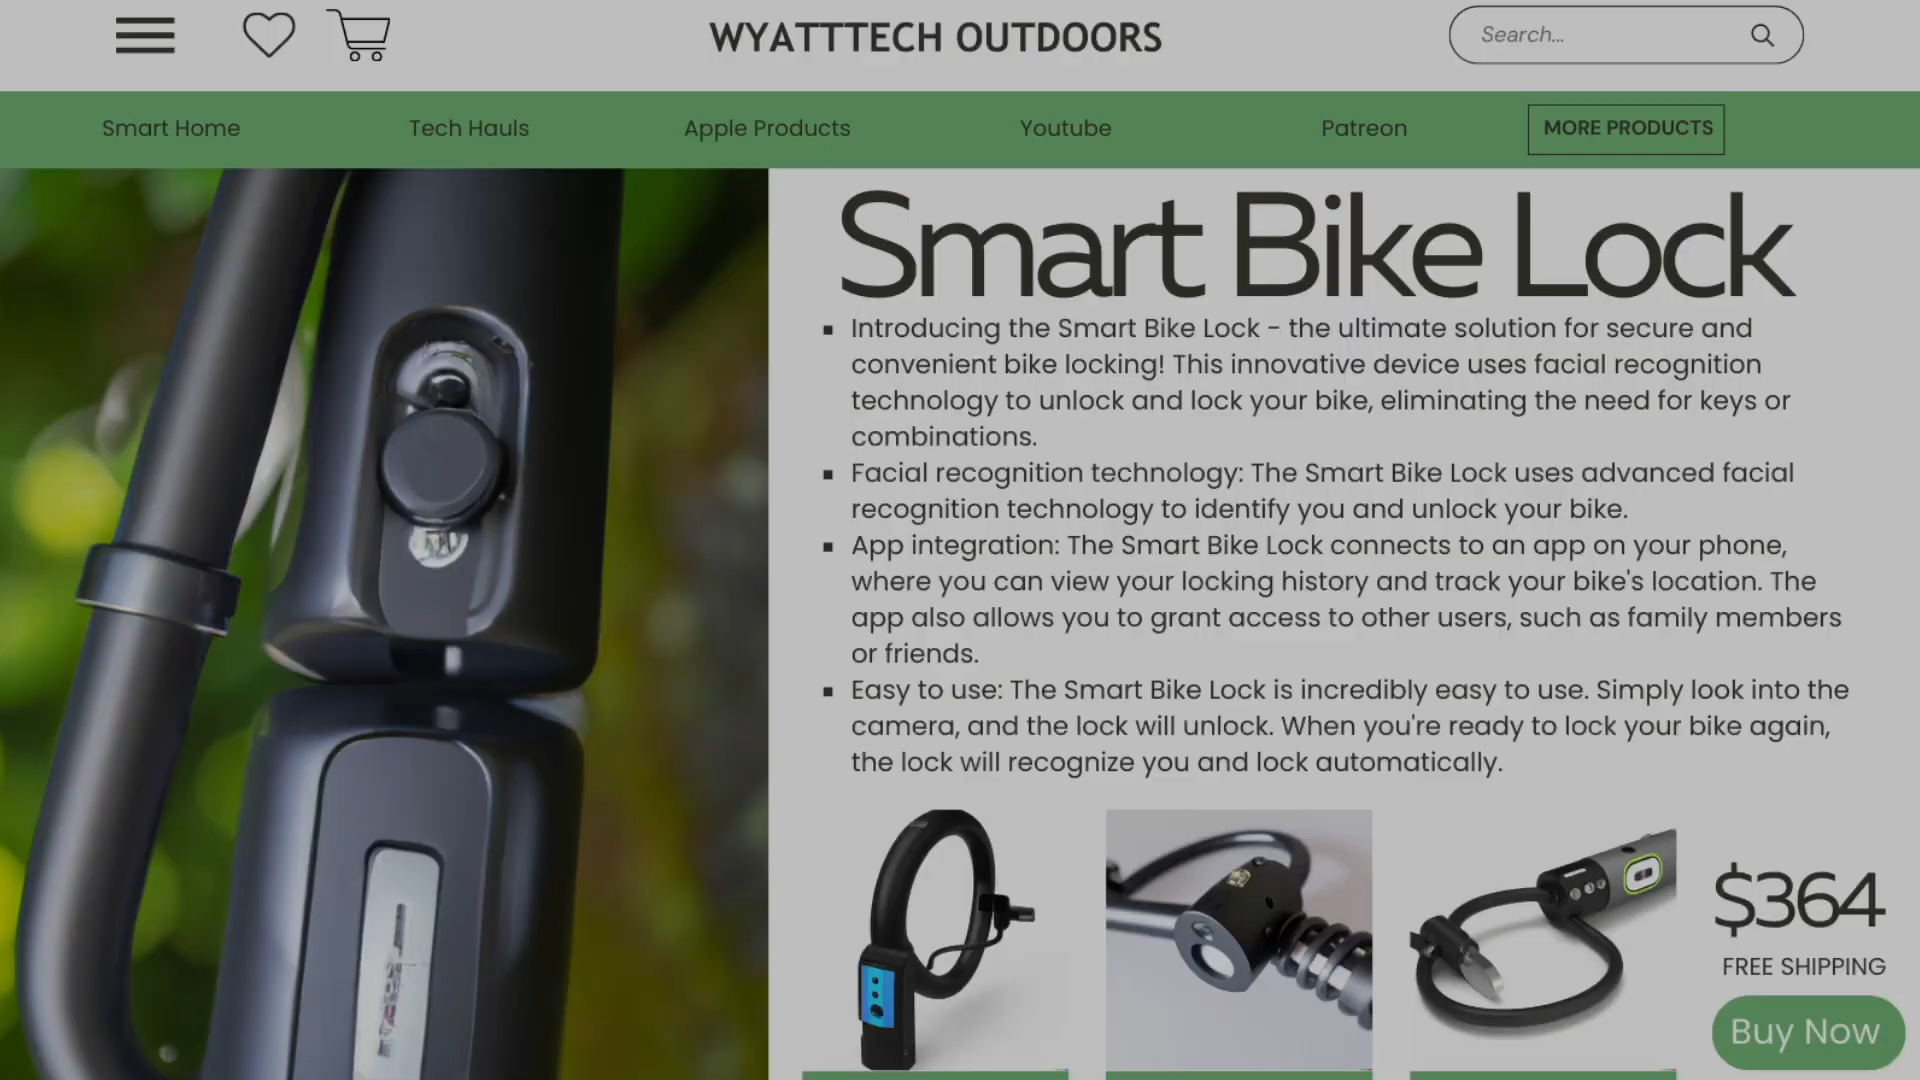 WYATTTECH OUTDOORS
Search...
Smart Home
Tech Hauls
Apple Products
Youtube
Patreon
MORE PRODUCTS
Smart Bike Lock
▪ Introducing the Smart Bike Lock - the ultimate solution for secure and
convenient bike locking! This innovative device uses facial recognition
technology to unlock and lock your bike, eliminating the need for keys or
combinations.
▪ Facial recognition technology: The Smart Bike Lock uses advanced facial
recognition technology to identify you and unlock your bike.
▪ App integration: The Smart Bike Lock connects to an app on your phone,
where you can view your locking history and track your bike's location. The
app also allows you to grant access to other users, such as family members
or friends.
▪ Easy to use: The Smart Bike Lock is incredibly easy to use. Simply look into the
camera, and the lock will unlock. When you're ready to lock your bike again,
the lock will recognize you and lock automatically.
$364
FREE SHIPPING
Buy Now